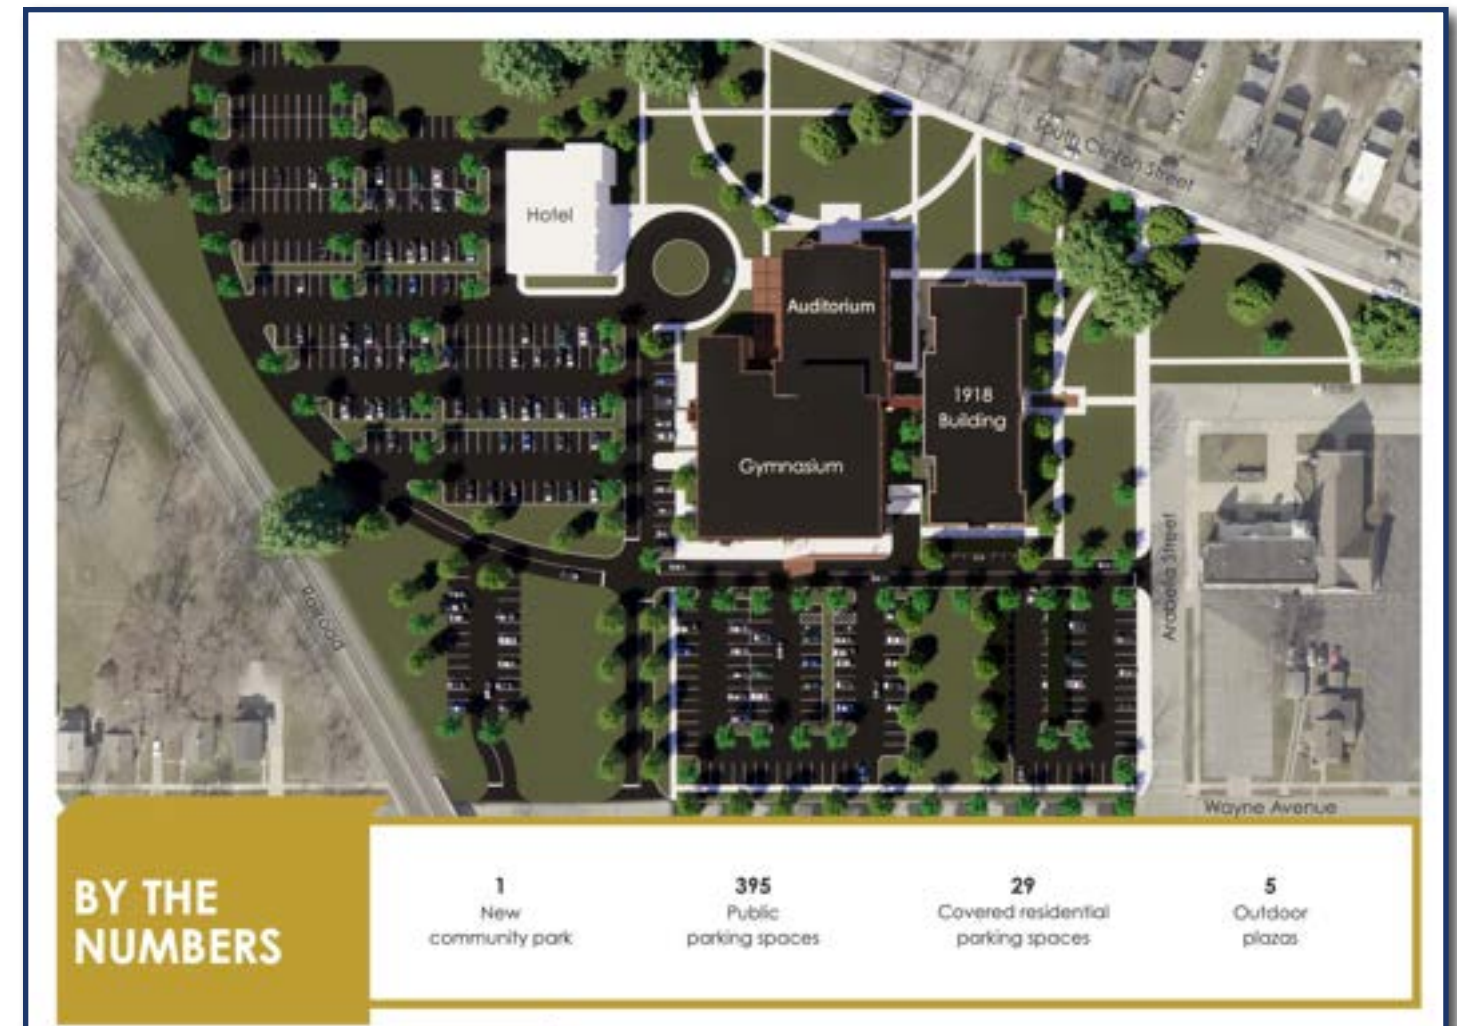 South Clinton Street
Hotel
Auditorium
1918
Building
Gymnasium
Arabella Street
Railroad
Wayne Avenue
BY THE
NUMBERS
1
New
community park
395
Public
parking spaces
29
Covered residential
parking spaces
5
Outdoor
plazas